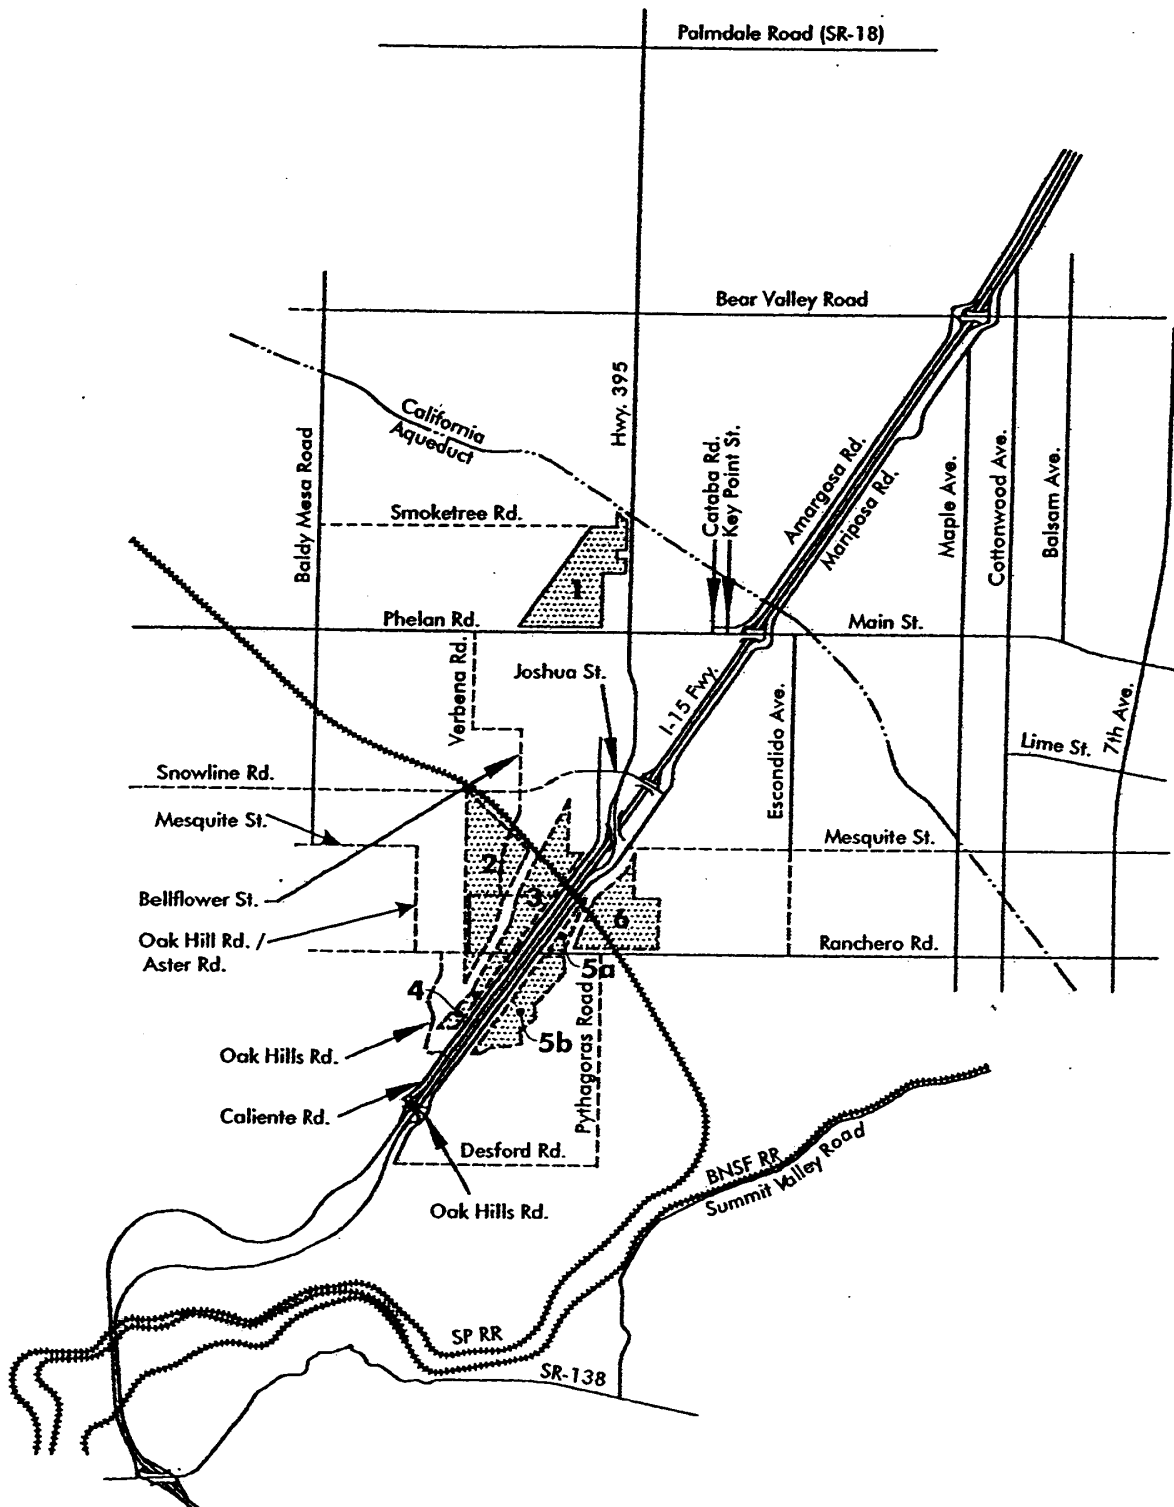 Palmdale Road (SR-18)
Bear Valley Road
Hwy. 395
California
Aqueduct
Baldy Mesa Road
Cataba Rd.
Key Point St.
Amargosa Rd.
Mariposa Rd.
Maple Ave.
Cottonwood Ave.
Balsam Ave.
Smoketree Rd.
1
Phelan Rd.
Main St.
Verbena Rd.
Joshua St.
I-15 Fwy.
Escondido Ave.
7th Ave.
Lime St.
Snowline Rd.
Mesquite St.
Mesquite St.
2
3
6
Bellflower St.
Oak Hill Rd. /
Aster Rd.
Ranchero Rd.
5a
4
5b
Oak Hills Rd.
Pythagoras Road
Caliente Rd.
Desford Rd.
Oak Hills Rd.
BNSF RR
Summit Valley Road
SP RR
SR-138